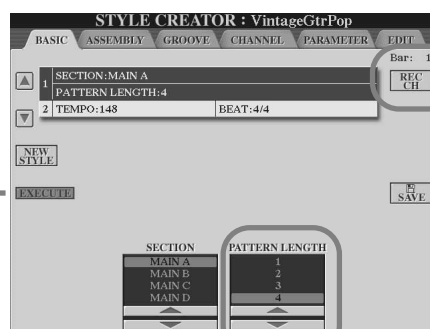 STYLE CREATOR : VintageGtrPop
BASIC ASSEMBLY GROOVE CHANNEL PARAMETER EDIT
Bar: 1
REC CH
1 SECTION:MAIN A
PATTERN LENGTH:4
2 TEMPO:148 BEAT:4/4
NEW STYLE
EXECUTE
SAVE
SECTION PATTERN LENGTH
MAIN A 1
MAIN B 2
MAIN C 3
MAIN D 4